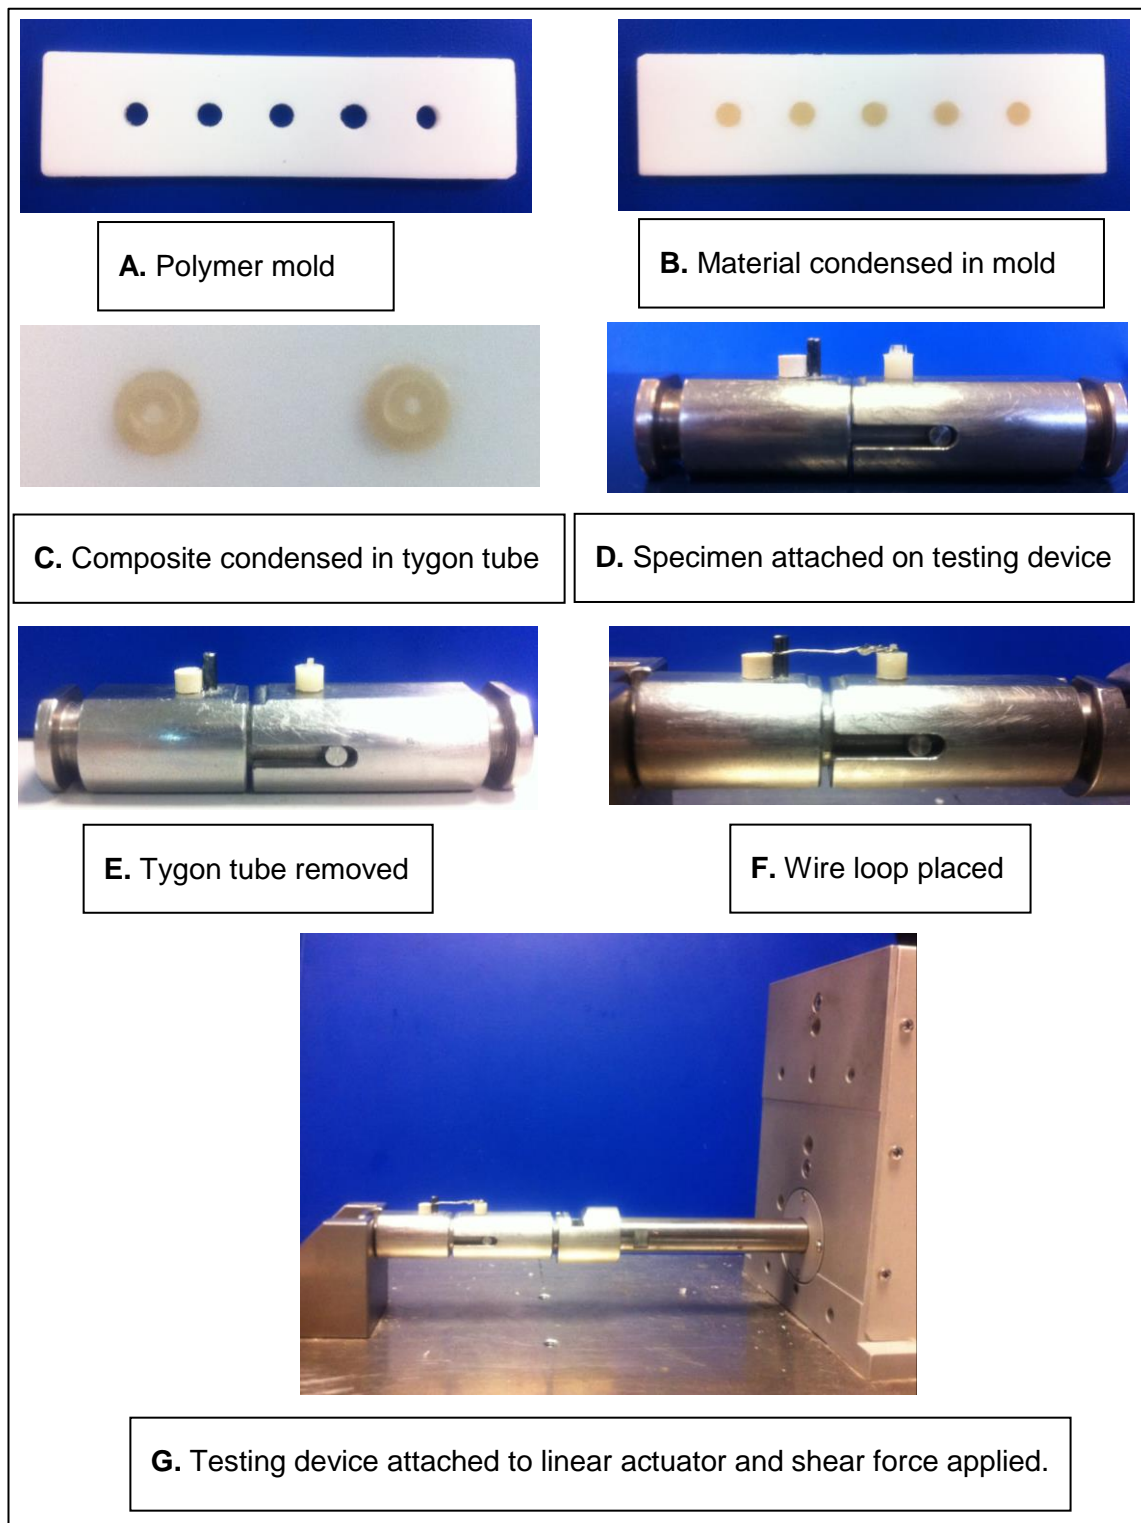 A. Polymer mold
B. Material condensed in mold
C. Composite condensed in tygon tube
D. Specimen attached on testing device
E. Tygon tube removed
F. Wire loop placed
G. Testing device attached to linear actuator and shear force applied.